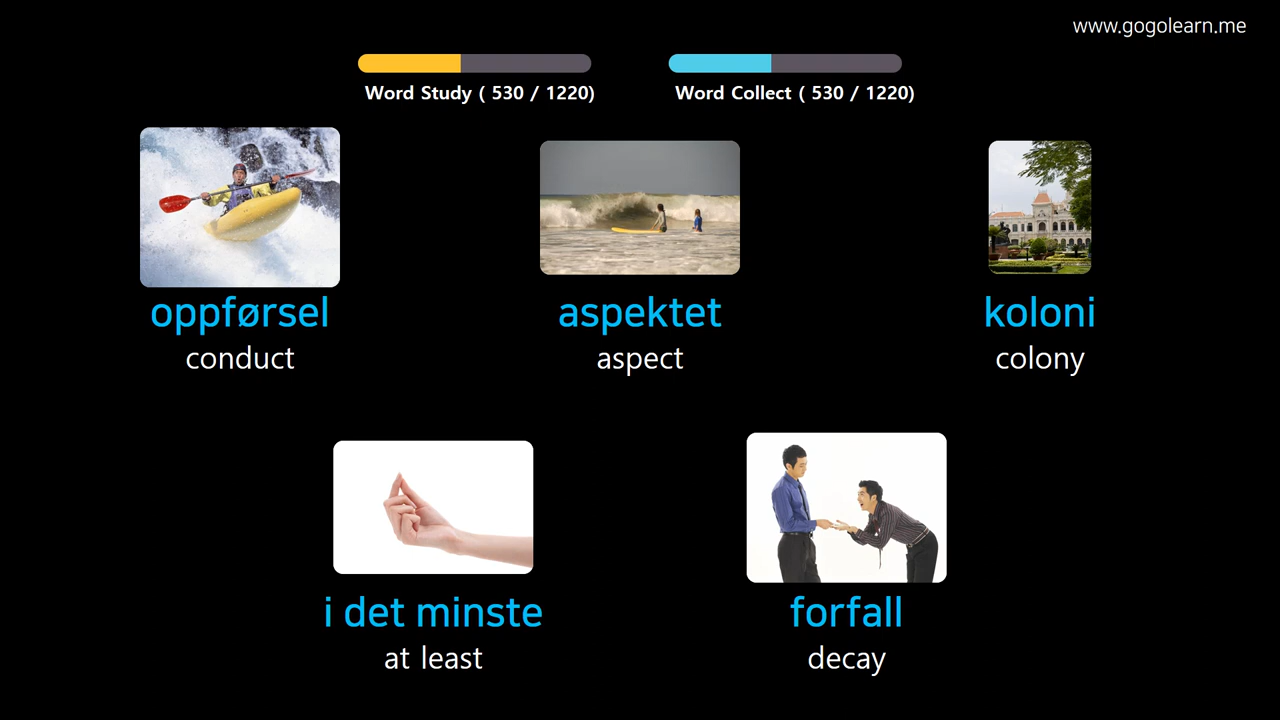 www.gogolearn.me
Word Study ( 530 / 1220)
Word Collect ( 530 / 1220)
oppførsel
conduct
aspektet
aspect
koloni
colony
i det minste
at least
forfall
decay